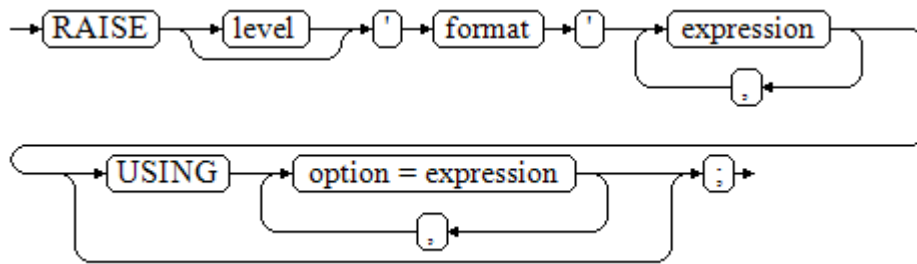 RAISE level ' format ' expression
,
USING option = expression ;
,